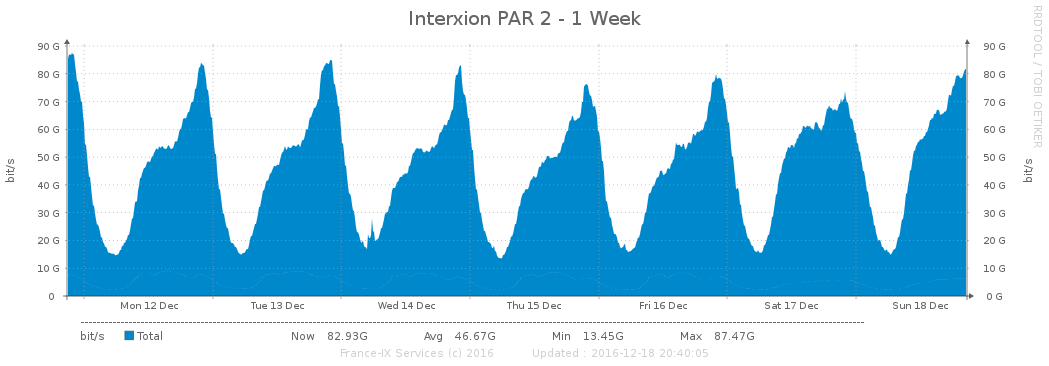 Interxion PAR 2 - 1 Week
RRDTOOL / TOBI OETIKER
90 G 90 G
80 G 80 G
70 G 70 G
60 G 60 G
50 G 50 G
40 G 40 G
30 G 30 G
20 G 20 G
10 G 10 G
0 0 G
bit/s bit/s
Mon 12 Dec Tue 13 Dec Wed 14 Dec Thu 15 Dec Fri 16 Dec Sat 17 Dec Sun 18 Dec
bit/s Total Now 82.93G Avg 46.67G Min 13.45G Max 87.47G
France-IX Services (c) 2016 Updated : 2016-12-18 20:40:05